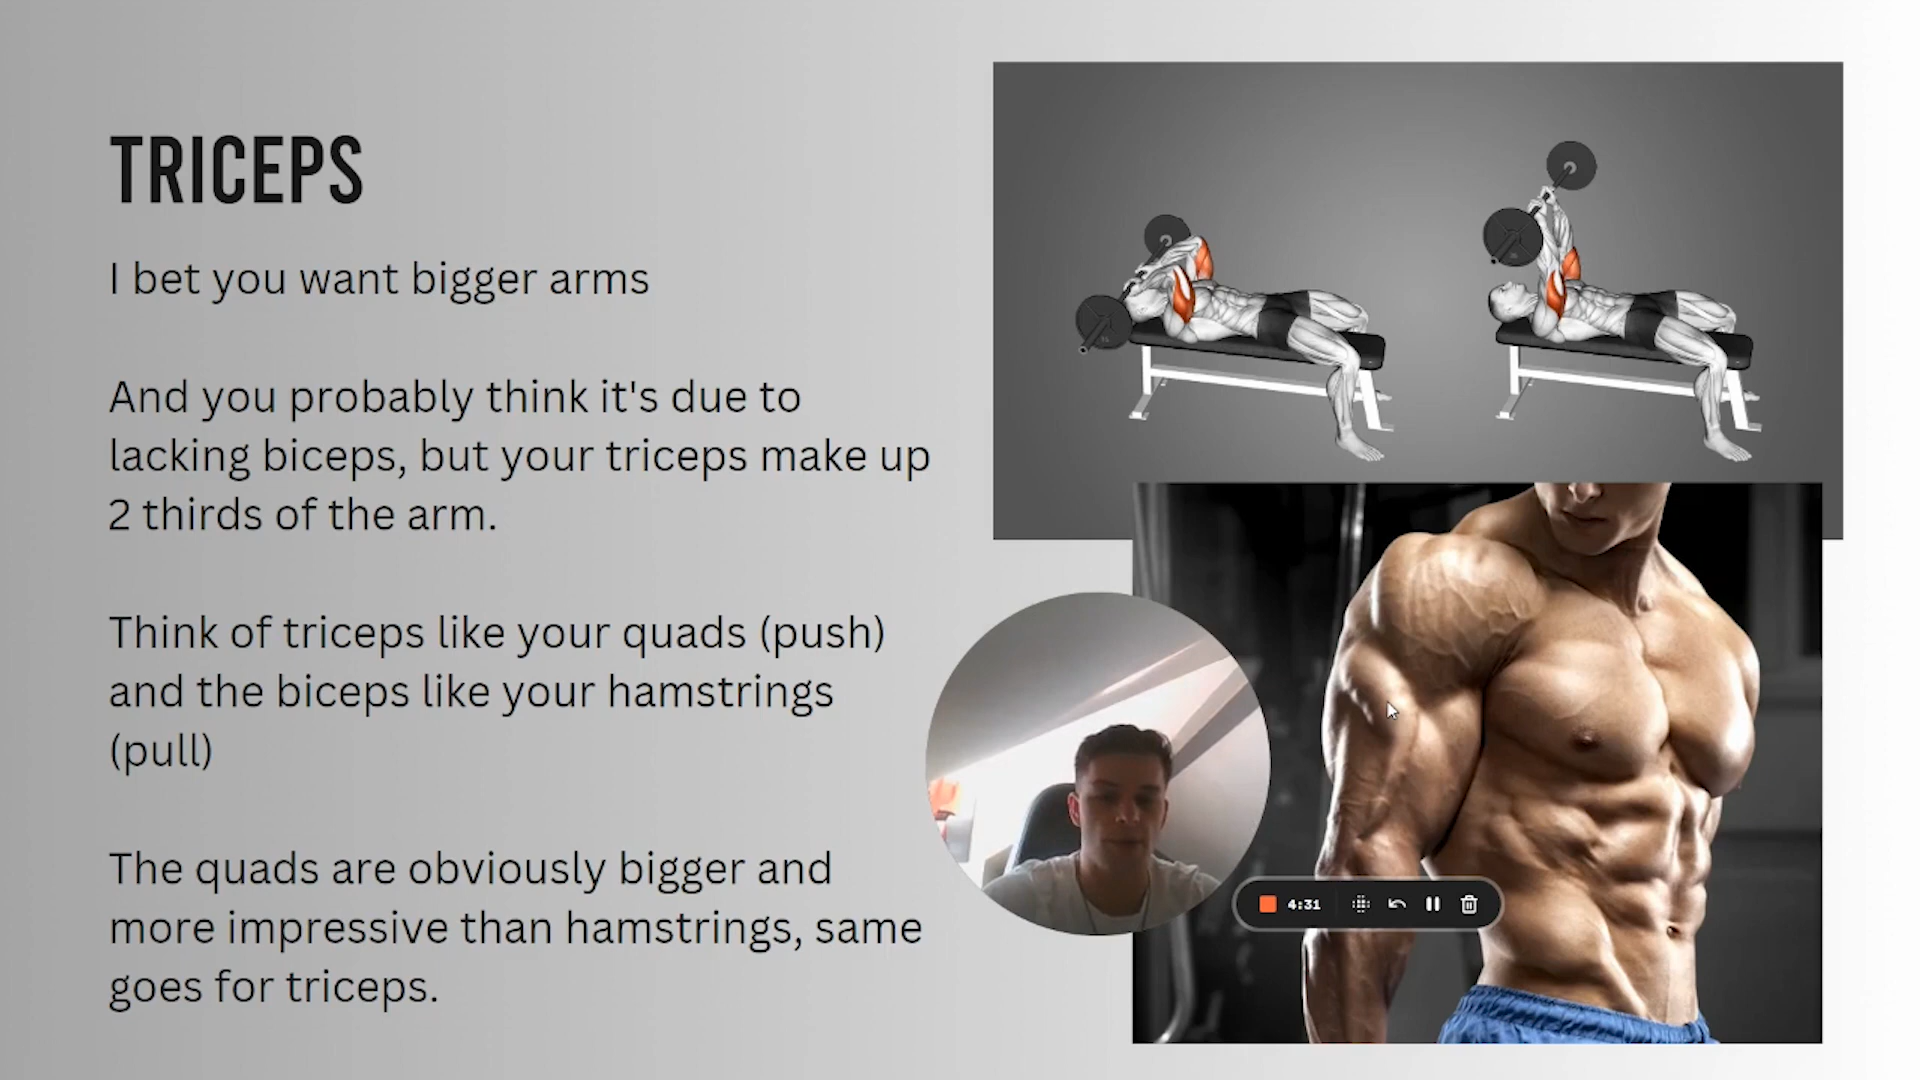 TRICEPS
I bet you want bigger arms
And you probably think it's due to
lacking biceps, but your triceps make up
2 thirds of the arm.
Think of triceps like your quads (push)
and the biceps like your hamstrings
(pull)
The quads are obviously bigger and
more impressive than hamstrings, same
goes for triceps.
4:31